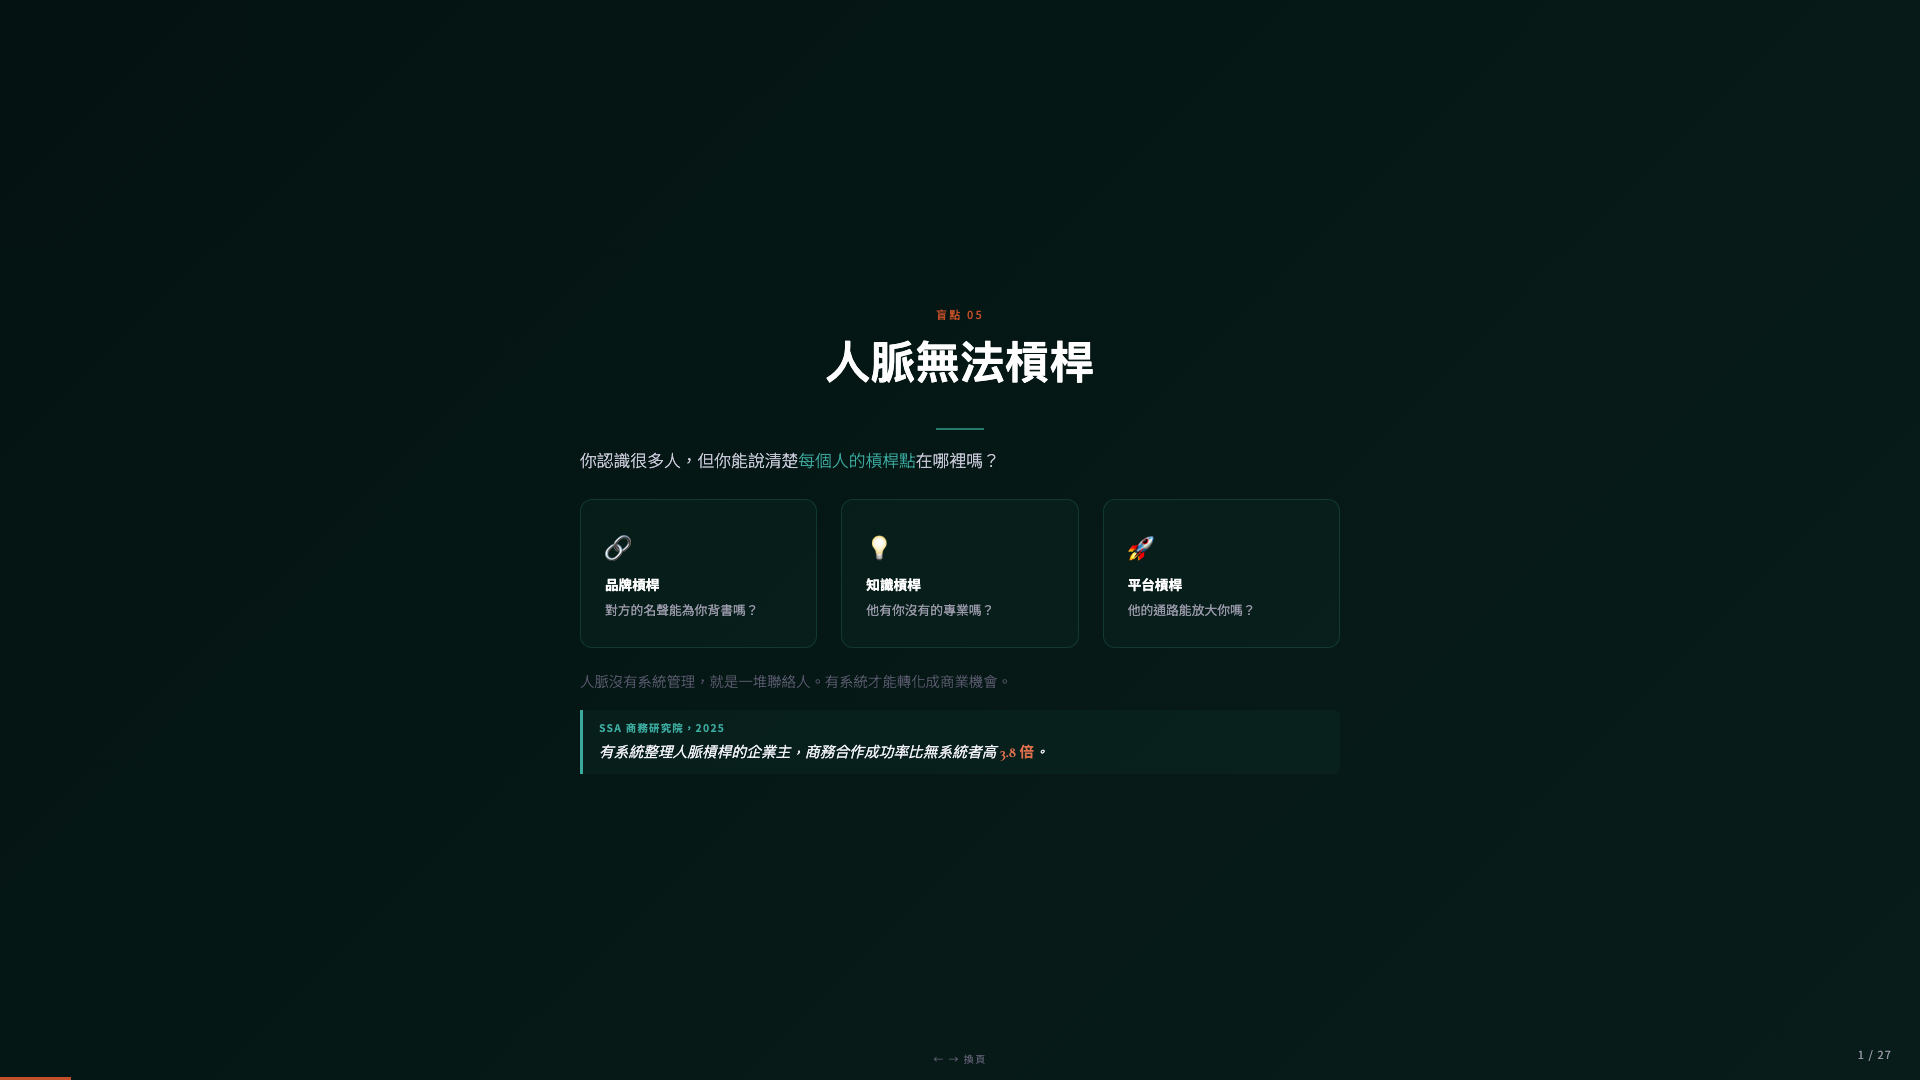 盲點 05
人脈無法槓桿
你認識很多人，但你能說清楚每個人的槓桿點在哪裡嗎？
品牌槓桿
對方的名聲能為你背書嗎？
知識槓桿
他有你沒有的專業嗎？
平台槓桿
他的通路能放大你嗎？
人脈沒有系統管理，就是一堆聯絡人。有系統才能轉化成商業機會。
SSA 商務研究院，2025
有系統整理人脈槓桿的企業主，商務合作成功率比無系統者高 3.8 倍。
← → 換頁
1 / 27